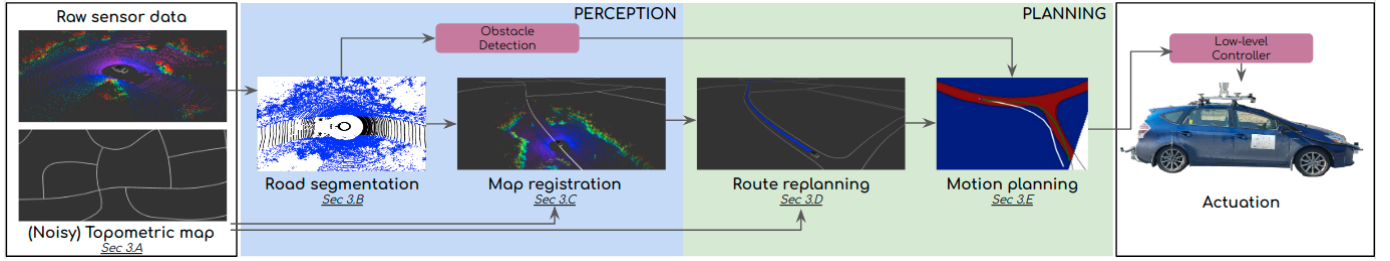 Raw sensor data
(Noisy) Topometric map
Sec 3.A
PERCEPTION
Obstacle
Detection
Road segmentation
Sec 3.B
Map registration
Sec 3.C
PLANNING
Route replanning
Sec 3.D
Motion planning
Sec 3.E
Low-level
Controller
Actuation